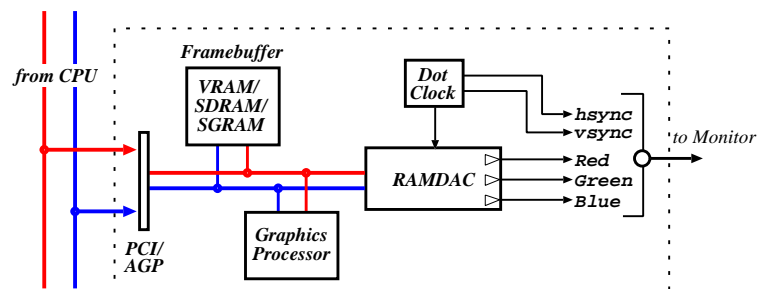 Framebuffer
from CPU
VRAM/
SDRAM/
SGRAM
Dot
Clock
hsync
vsync
to Monitor
Red
RAMDAC
Green
Blue
PCI/
AGP
Graphics
Processor